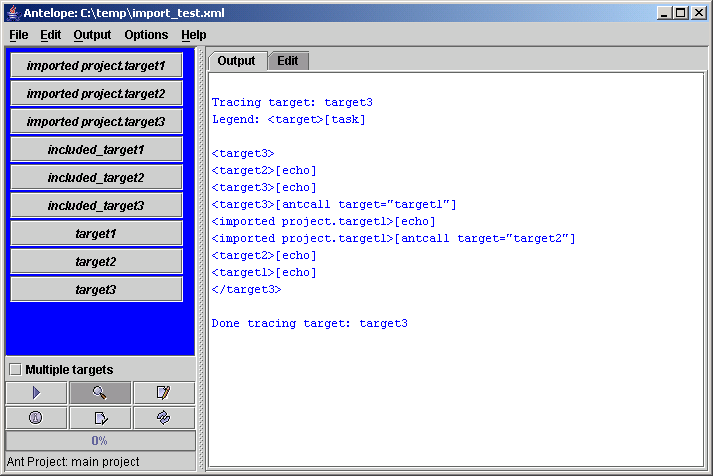 Antelope: C:\temp\import_test.xml
File Edit Output Options Help
imported project.target1
imported project.target2
imported project.target3
included_target1
included_target2
included_target3
target1
target2
target3
Multiple targets
0%
Ant Project: main project
Output Edit
Tracing target: target3
Legend: <target>[task]
<target3>
<target2>[echo]
<target3>[echo]
<target3>[antcall target="target1"]
<imported project.target1>[echo]
<imported project.target1>[antcall target="target2"]
<target2>[echo]
<target1>[echo]
</target3>
Done tracing target: target3